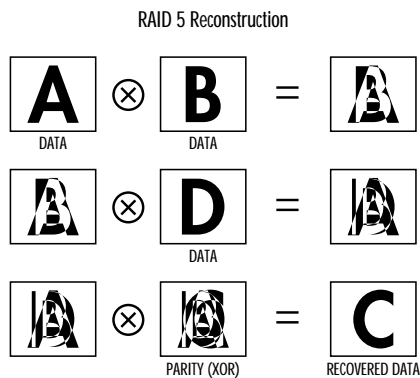 RAID 5 Reconstruction
A ⊗ B =
DATA DATA
⊗ D =
DATA
⊗ = C
PARITY (XOR) RECOVERED DATA